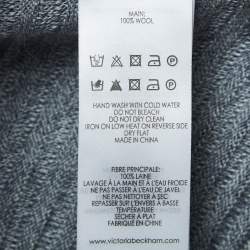 MAIN:
100% WOOL
HAND WASH WITH COLD WATER
DO NOT BLEACH
DO NOT DRY CLEAN
IRON ON LOW HEAT ON REVERSE SIDE
DRY FLAT
MADE IN CHINA
FIBRE PRINCIPALE:
100% LAINE
LAVAGE À LA MAIN ET À L'EAU FROIDE
NE PAS PASSER À L'EAU DE JAVEL
NE PAS NETTOYER À SEC
REPASSER SUR L'ENVERS À BASSE
TEMPÉRATURE
SÉCHER À PLAT
FABRIQUÉ EN CHINE
www.victoriabeckham.com